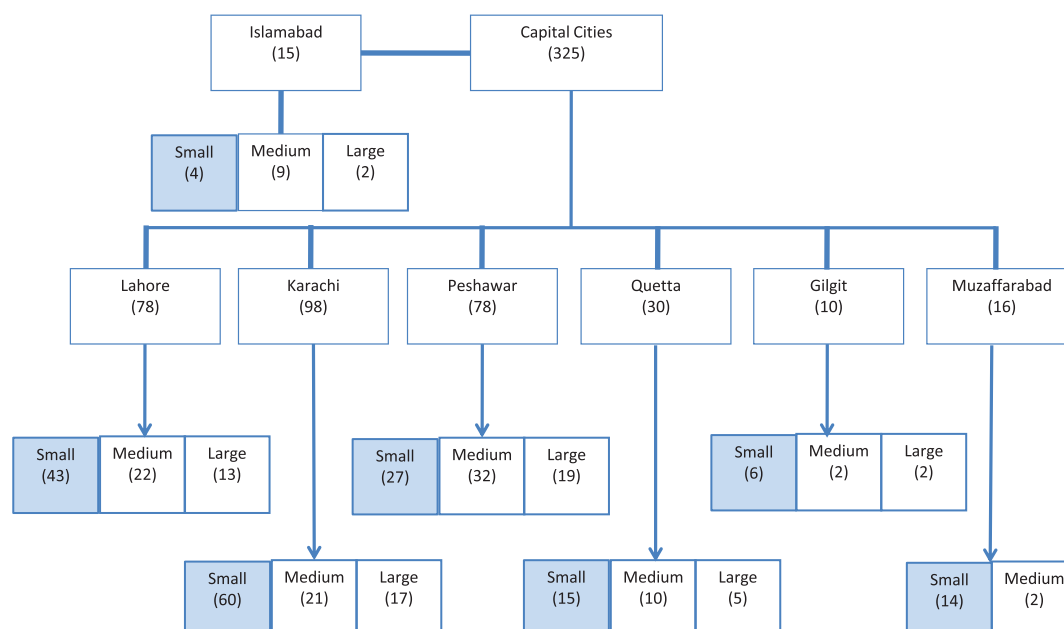 Islamabad
(15)
Capital Cities
(325)
Small
(4)
Medium
(9)
Large
(2)
Lahore
(78)
Karachi
(98)
Peshawar
(78)
Quetta
(30)
Gilgit
(10)
Muzaffarabad
(16)
Small
(43)
Medium
(22)
Large
(13)
Small
(27)
Medium
(32)
Large
(19)
Small
(6)
Medium
(2)
Large
(2)
Small
(60)
Medium
(21)
Large
(17)
Small
(15)
Medium
(10)
Large
(5)
Small
(14)
Medium
(2)